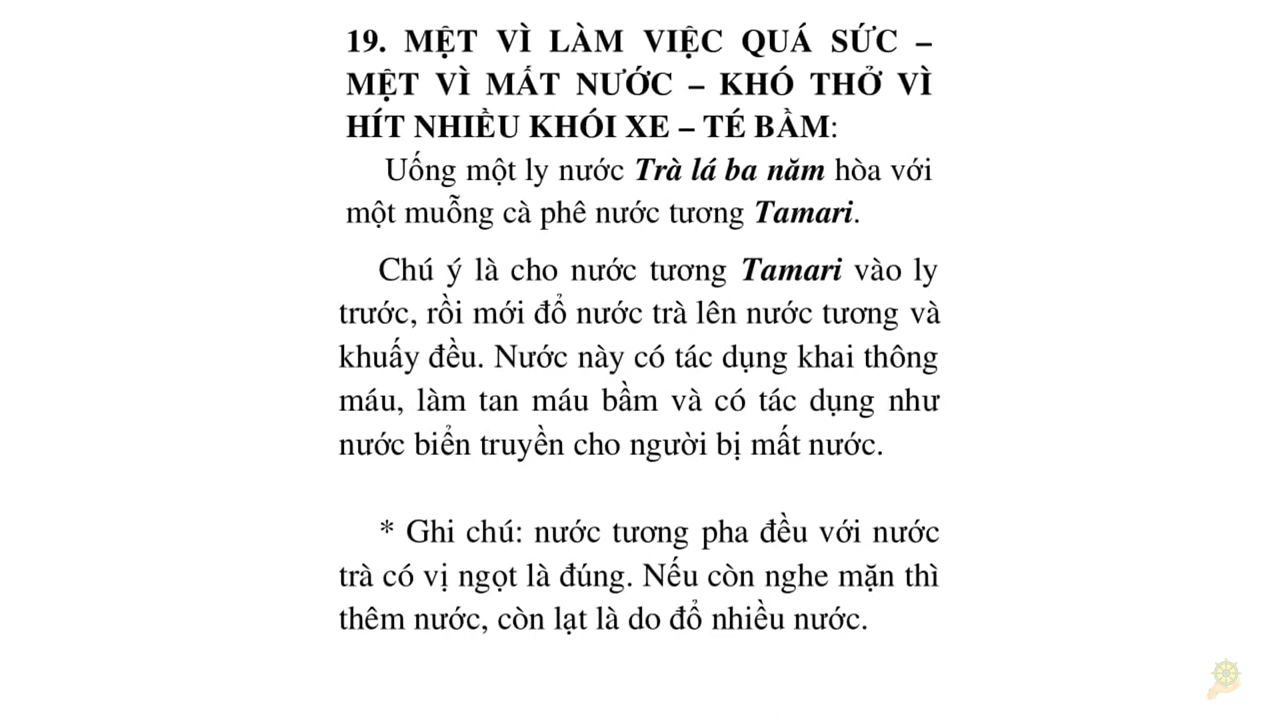 19. MỆT VÌ LÀM VIỆC QUÁ SỨC –
MỆT VÌ MẤT NƯỚC – KHÓ THỞ VÌ
HÍT NHIỀU KHÓI XE – TÉ BẦM:
Uống một ly nước Trà lá ba năm hòa với
một muỗng cà phê nước tương Tamari.
Chú ý là cho nước tương Tamari vào ly
trước, rồi mới đổ nước trà lên nước tương và
khuấy đều. Nước này có tác dụng khai thông
máu, làm tan máu bầm và có tác dụng như
nước biển truyền cho người bị mất nước.
* Ghi chú: nước tương pha đều với nước
trà có vị ngọt là đúng. Nếu còn nghe mặn thì
thêm nước, còn lạt là do đổ nhiều nước.